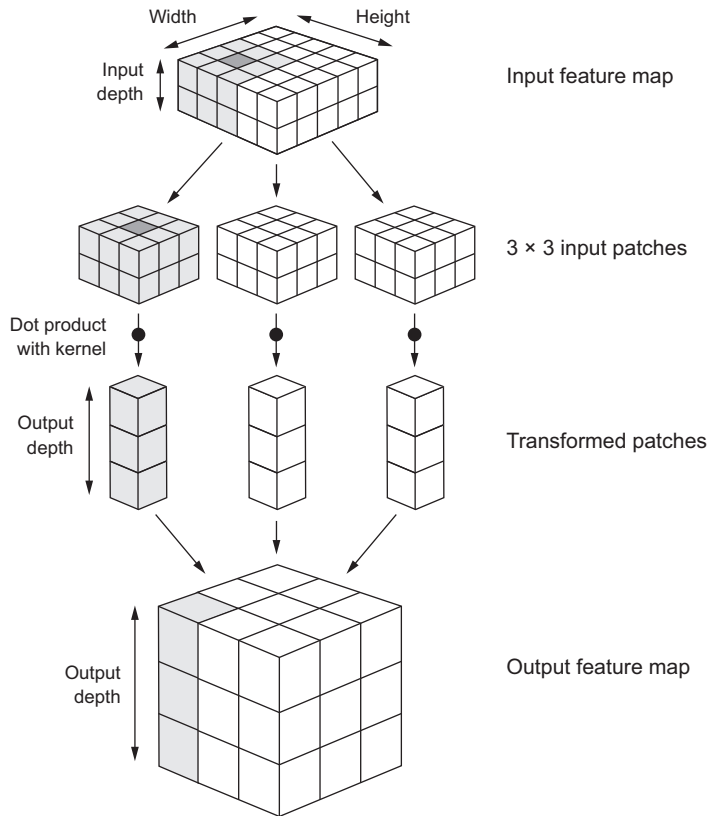 Width
Height
Input
depth
Input feature map
3 × 3 input patches
Dot product
with kernel
Output
depth
Transformed patches
Output
depth
Output feature map